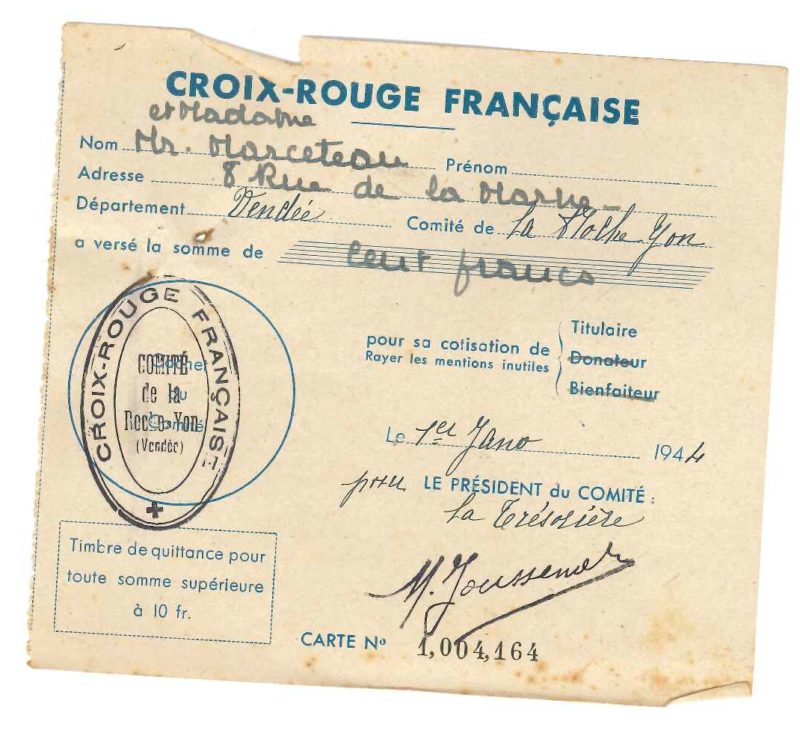 CROIX-ROUGE FRANÇAISE
et Madame
Nom Mr. Marceteau Prénom
Adresse 8 Rue de la Marne -
Département Vendée Comité de la Roche Yon
a versé la somme de Cent francs
pour sa cotisation de
Rayer les mentions inutiles
Titulaire
Donateur
Bienfaiteur
CROIX-ROUGE FRANÇAISE
COMITÉ
de la
Roche-s-Yon
(Vendée)
Le 1er Janv 1944
pour LE PRÉSIDENT du COMITÉ :
la Trésorière
Timbre de quittance pour
toute somme supérieure
à 10 fr.
CARTE Nº 1,004,164